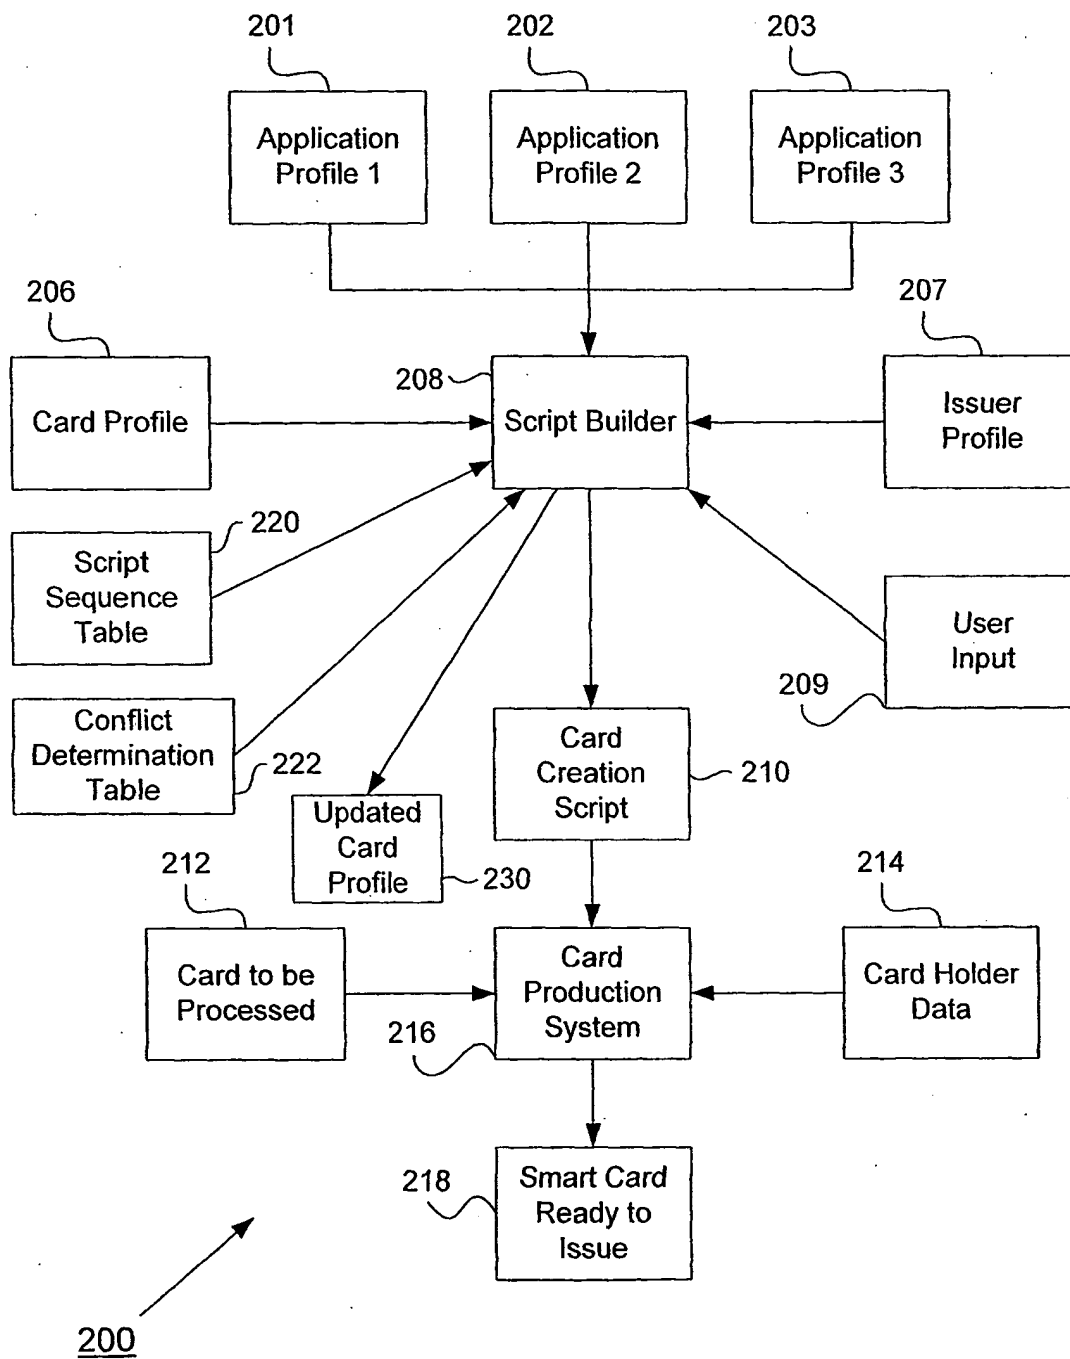 201
202
203
Application
Profile 1
Application
Profile 2
Application
Profile 3
206
207
Card Profile
208
Script Builder
Issuer
Profile
220
Script
Sequence
Table
User
Input
209
Conflict
Determination
Table
222
Card
Creation
Script
210
Updated
Card
Profile
230
212
214
Card to be
Processed
Card
Production
System
216
Card Holder
Data
218
Smart Card
Ready to
Issue
200